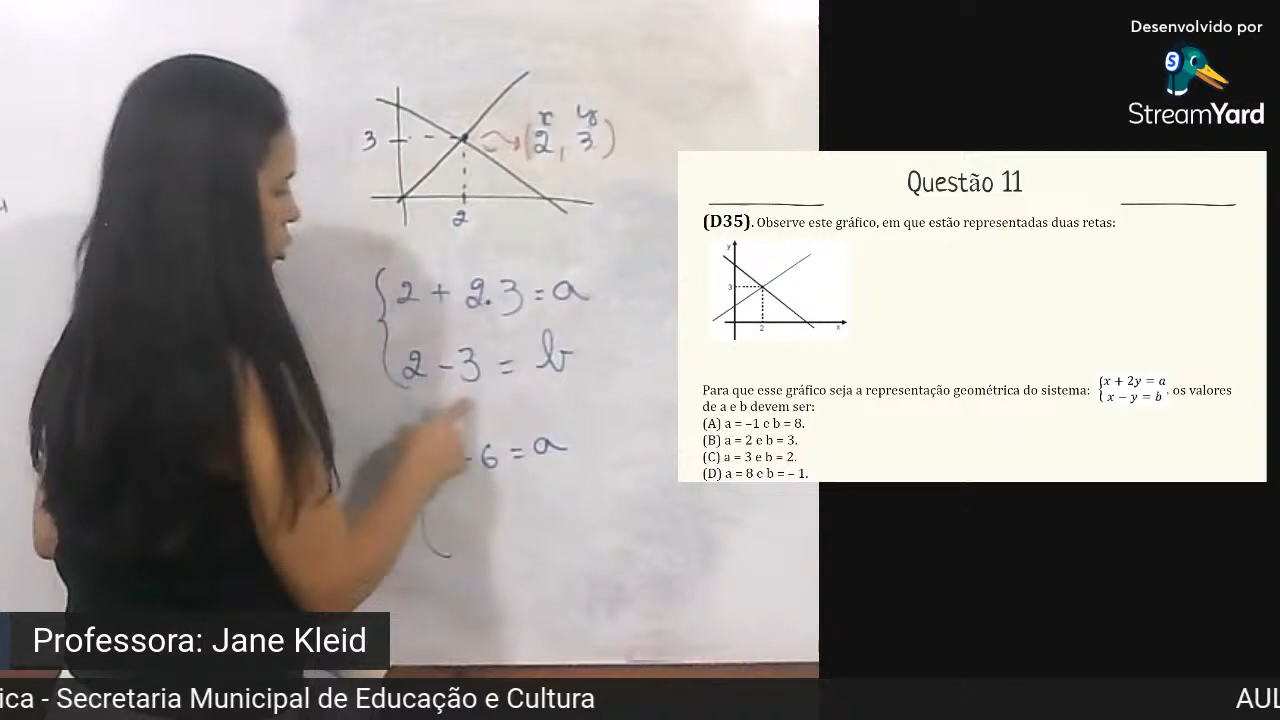 Desenvolvido por
StreamYard
x y
3 (2, 3)
2
2 + 2.3 = a
2 - 3 = b
6 = a
Questão 11
(D35). Observe este gráfico, em que estão representadas duas retas:
y
3
2 x
Para que esse gráfico seja a representação geométrica do sistema: {x + 2y = a
x − y = b, os valores
de a e b devem ser:
(A) a = −1 e b = 8.
(B) a = 2 e b = 3.
(C) a = 3 e b = 2.
(D) a = 8 e b = − 1.
Professora: Jane Kleid
ica - Secretaria Municipal de Educação e Cultura
AUL